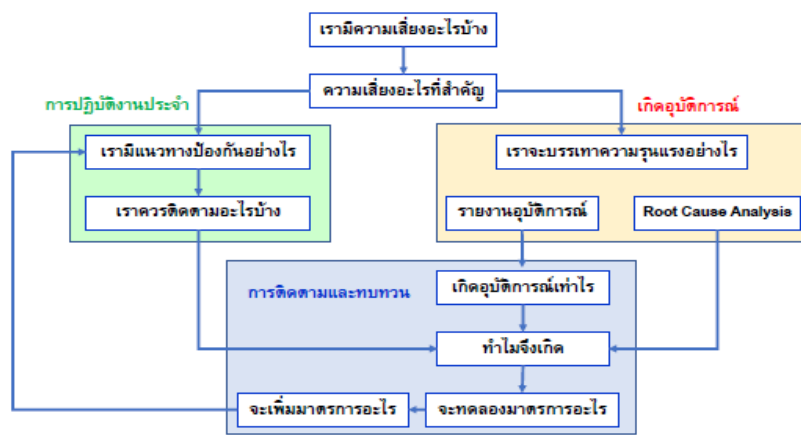 เรามีความเสี่ยงอะไรบ้าง
ความเสี่ยงอะไรที่สำคัญ
การปฏิบัติงานประจำ
เกิดอุบัติการณ์
เรามีแนวทางป้องกันอย่างไร
เราจะบรรเทาความรุนแรงอย่างไร
เราควรติดตามอะไรบ้าง
รายงานอุบัติการณ์
Root Cause Analysis
การติดตามและทบทวน
เกิดอุบัติการณ์เท่าไร
ทำไมจึงเกิด
จะเพิ่มมาตรการอะไร
จะทดลองมาตรการอะไร